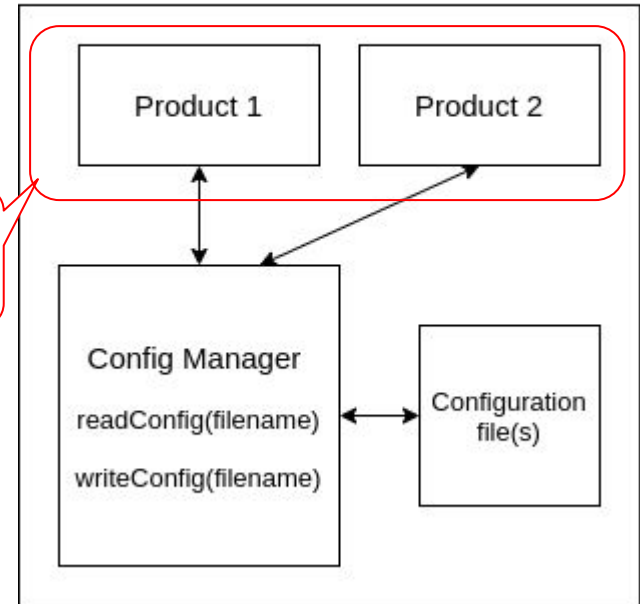 Product 1
Product 2
Config Manager
readConfig(filename)
writeConfig(filename)
Configuration
file(s)